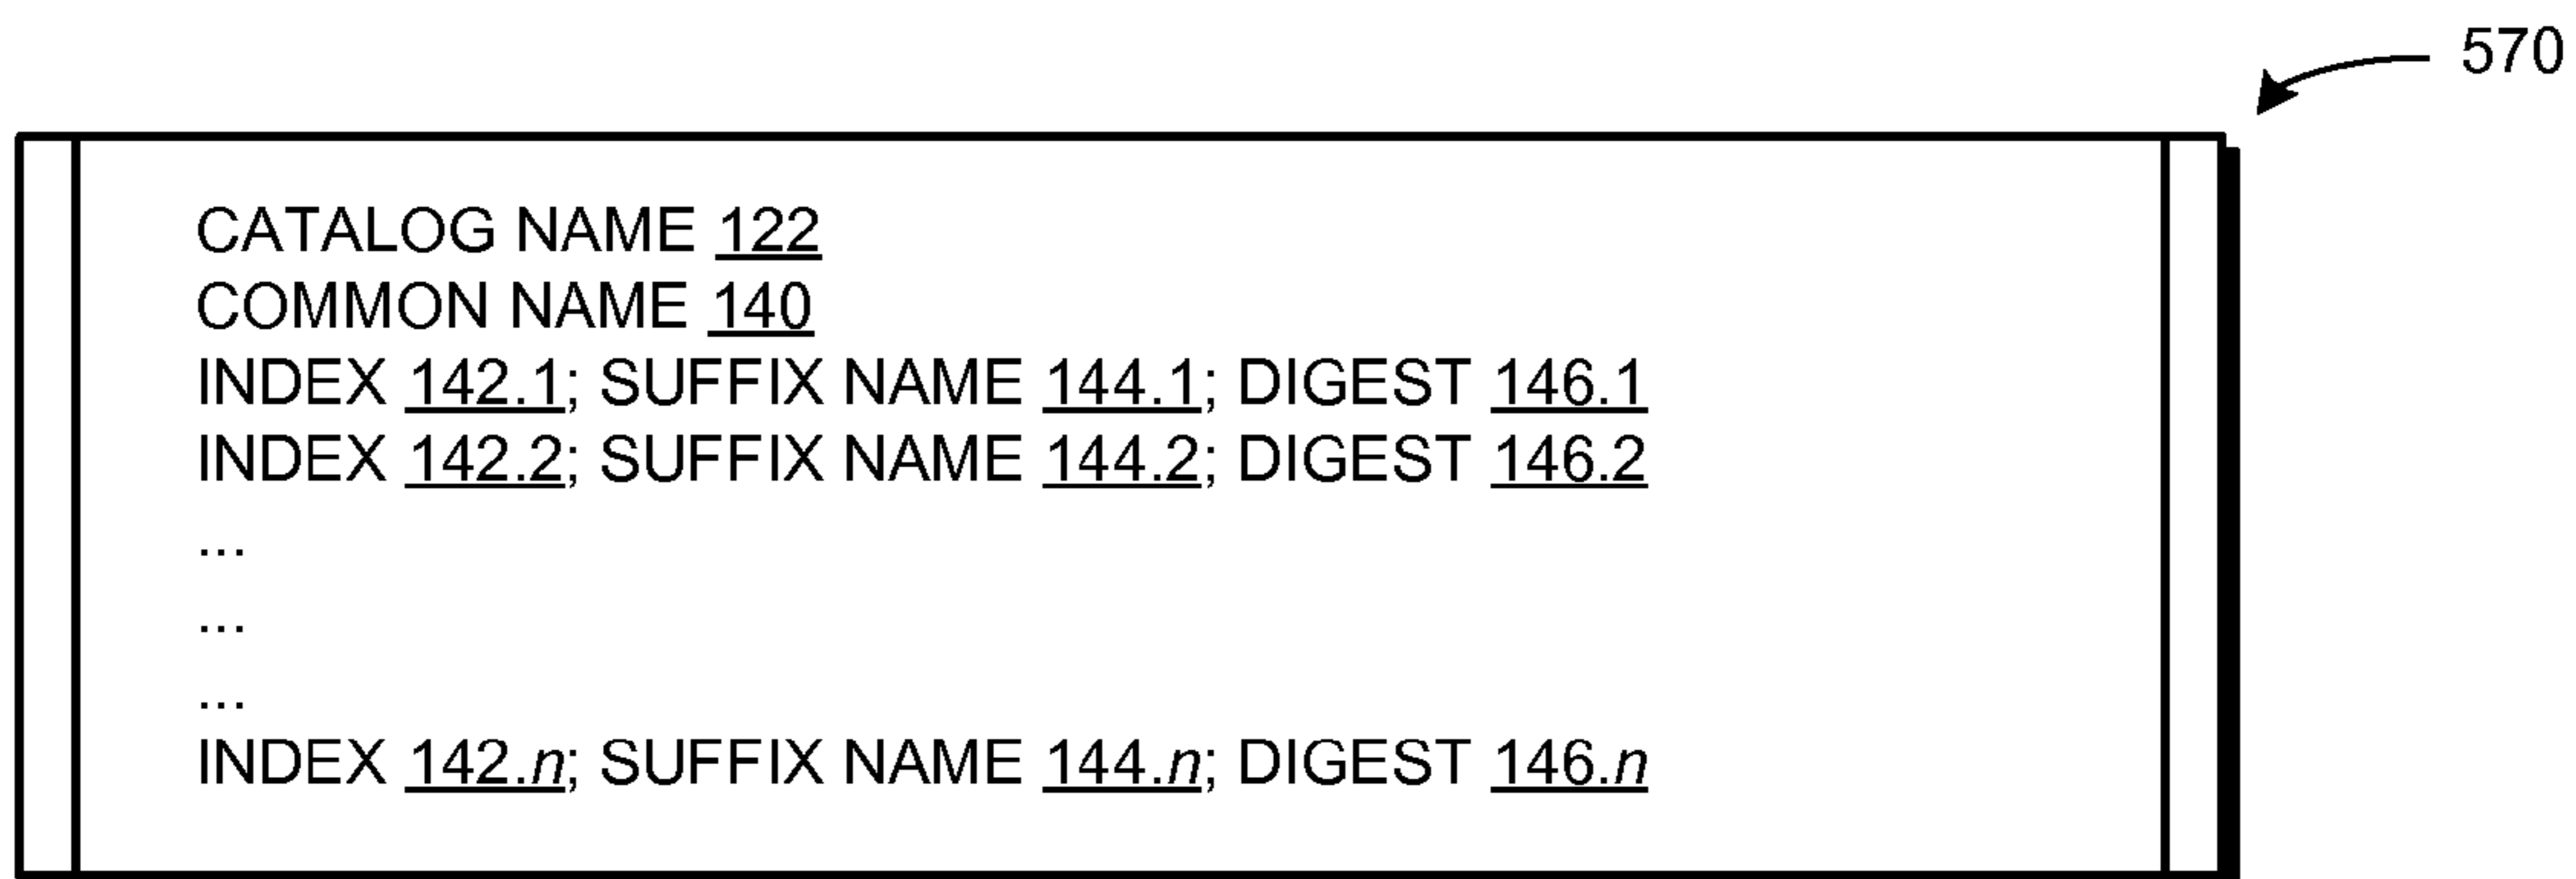 570
CATALOG NAME 122
COMMON NAME 140
INDEX 142.1; SUFFIX NAME 144.1; DIGEST 146.1
INDEX 142.2; SUFFIX NAME 144.2; DIGEST 146.2
...
...
...
INDEX 142.n; SUFFIX NAME 144.n; DIGEST 146.n